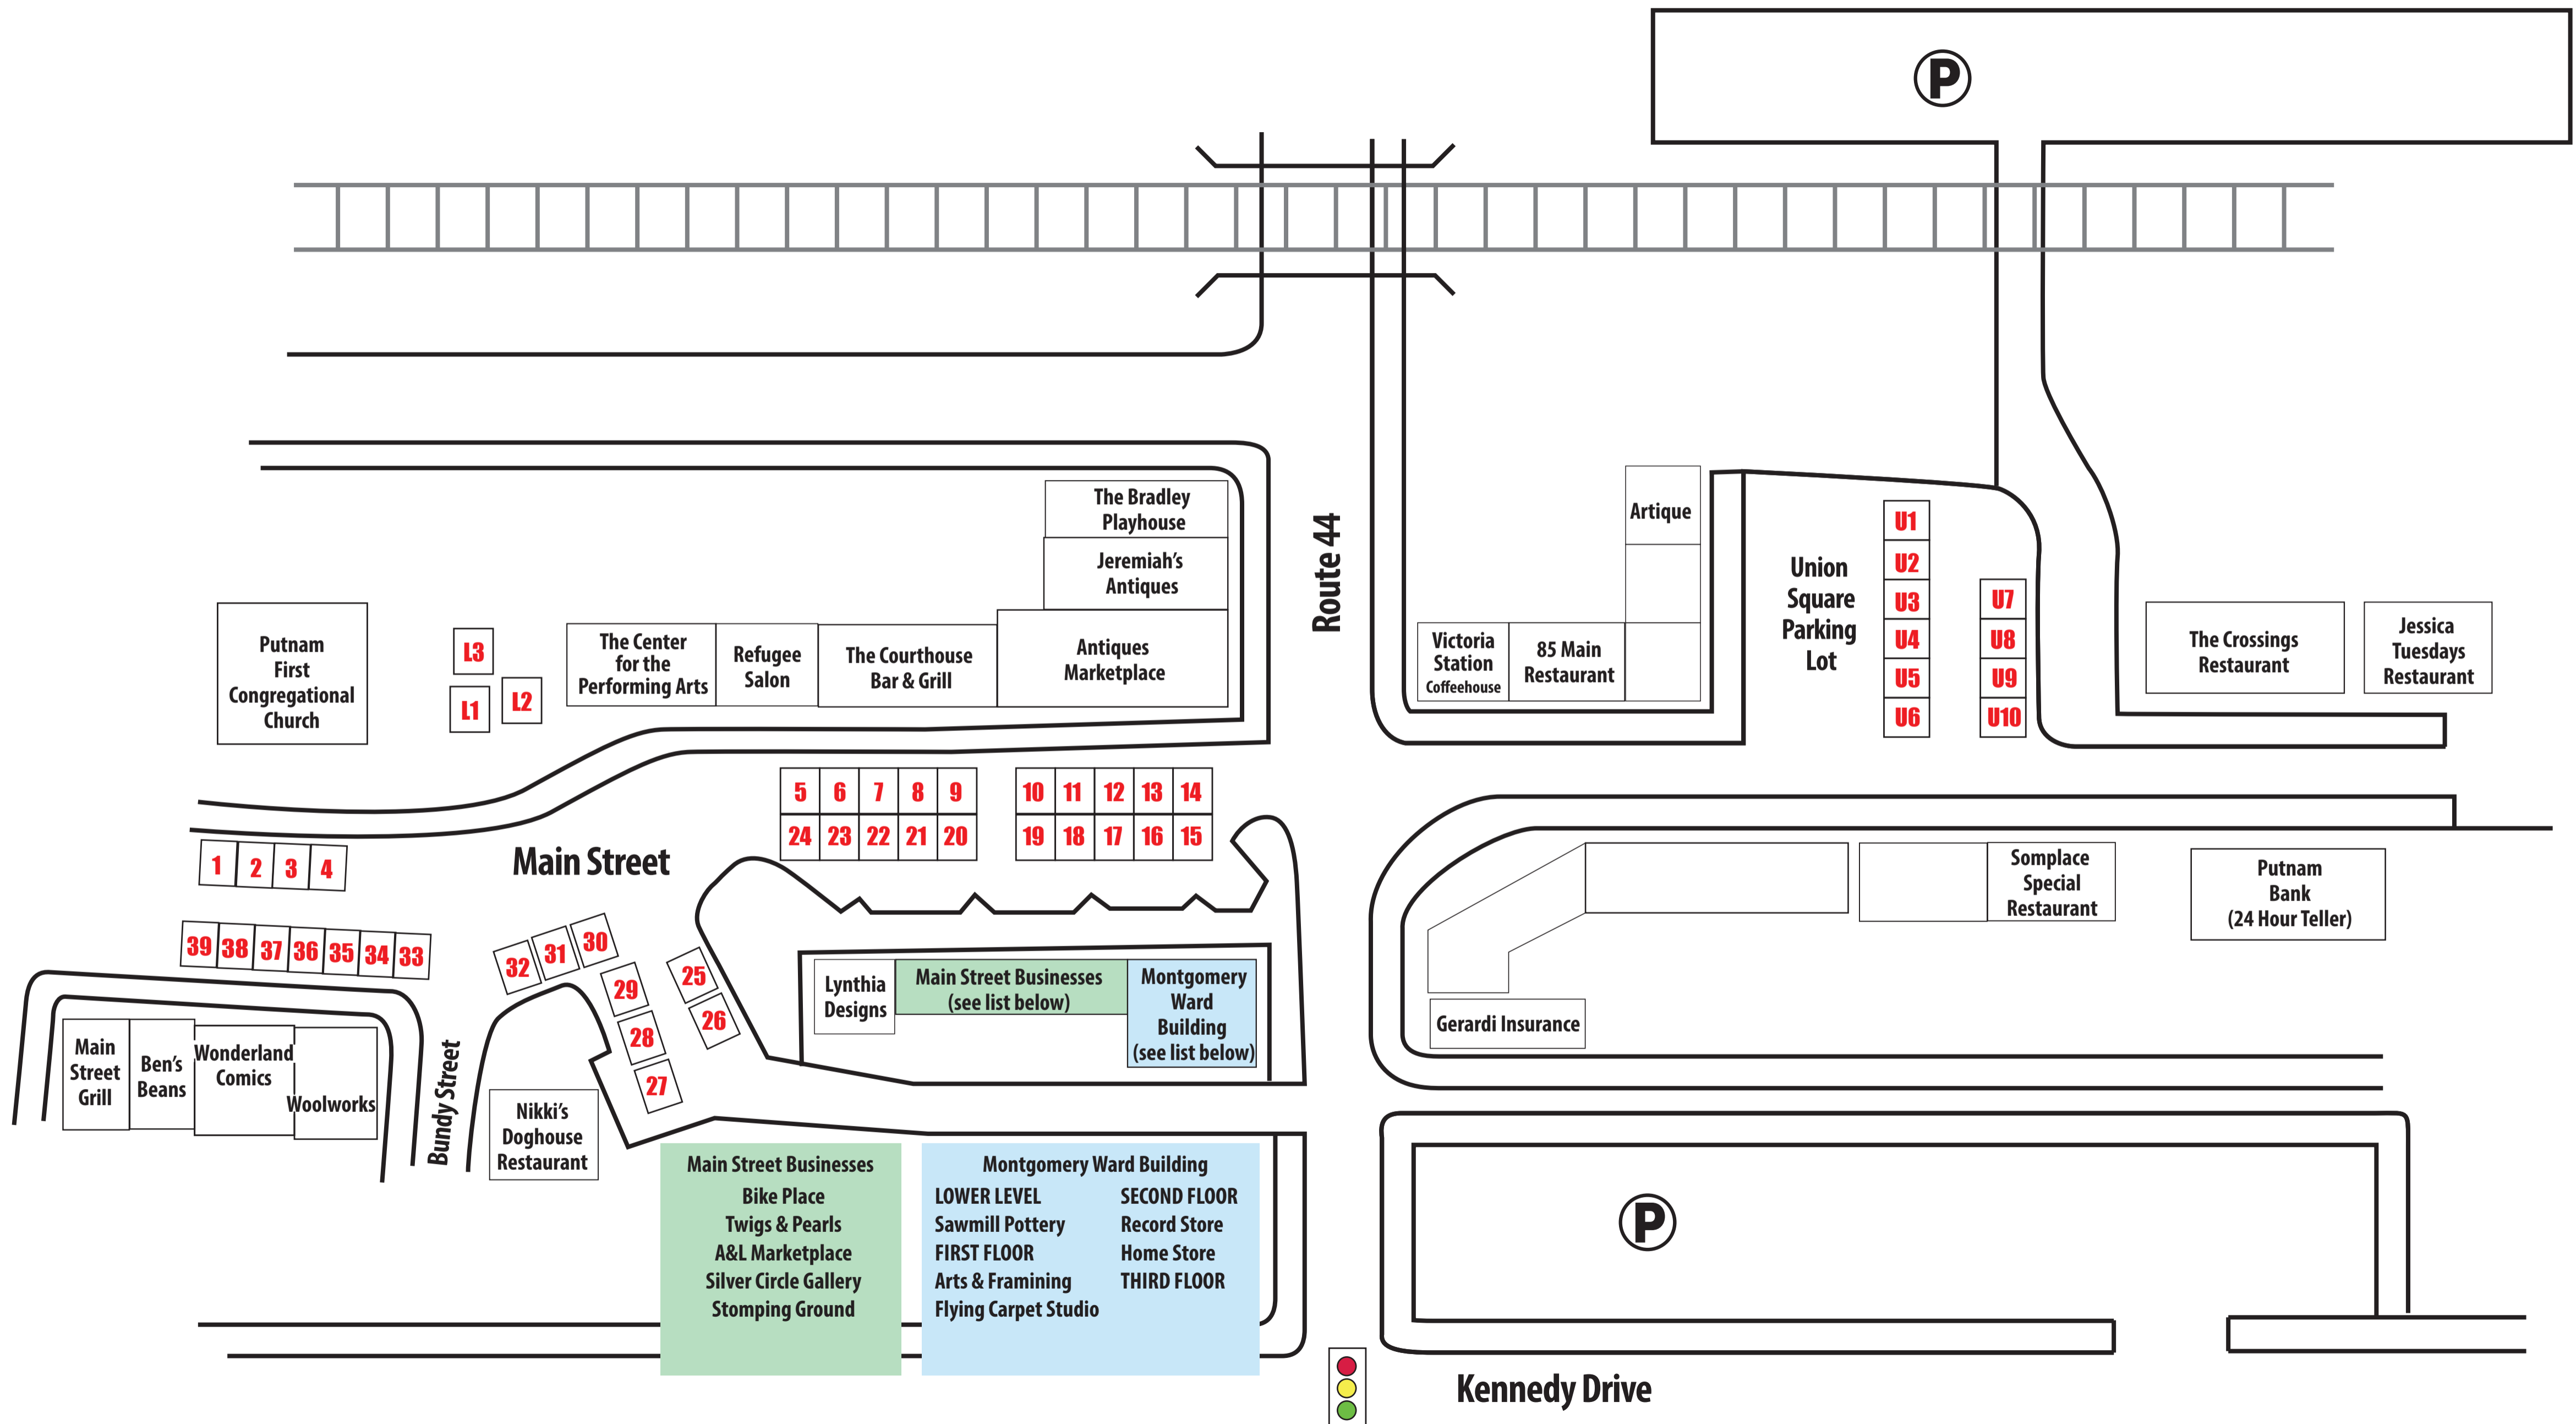 P
The Bradley
Playhouse
Jeremiah's
Antiques
Antiques
Marketplace
The Courthouse
Bar & Grill
Refugee
Salon
The Center
for the
Performing Arts
Putnam
First
Congregational
Church
L3
L1
L2
Route 44
Artique
Victoria
Station
Coffeehouse
85 Main
Restaurant
Union
Square
Parking
Lot
U1
U2
U3
U4
U5
U6
U7
U8
U9
U10
The Crossings
Restaurant
Jessica
Tuesdays
Restaurant
5 6 7 8 9 10 11 12 13 14
24 23 22 21 20 19 18 17 16 15
1 2 3 4
Main Street
39 38 37 36 35 34 33
32 31 30
29
28
27
25
26
Lynthia
Designs
Main Street Businesses
(see list below)
Montgomery
Ward
Building
(see list below)
Somplace
Special
Restaurant
Putnam
Bank
(24 Hour Teller)
Gerardi Insurance
Main
Street
Grill
Ben's
Beans
Wonderland
Comics
Woolworks
Bundy Street
Nikki's
Doghouse
Restaurant
Main Street Businesses
Bike Place
Twigs & Pearls
A&L Marketplace
Silver Circle Gallery
Stomping Ground
Montgomery Ward Building
LOWER LEVEL
Sawmill Pottery
FIRST FLOOR
Arts & Framining
Flying Carpet Studio
SECOND FLOOR
Record Store
Home Store
THIRD FLOOR
P
Kennedy Drive